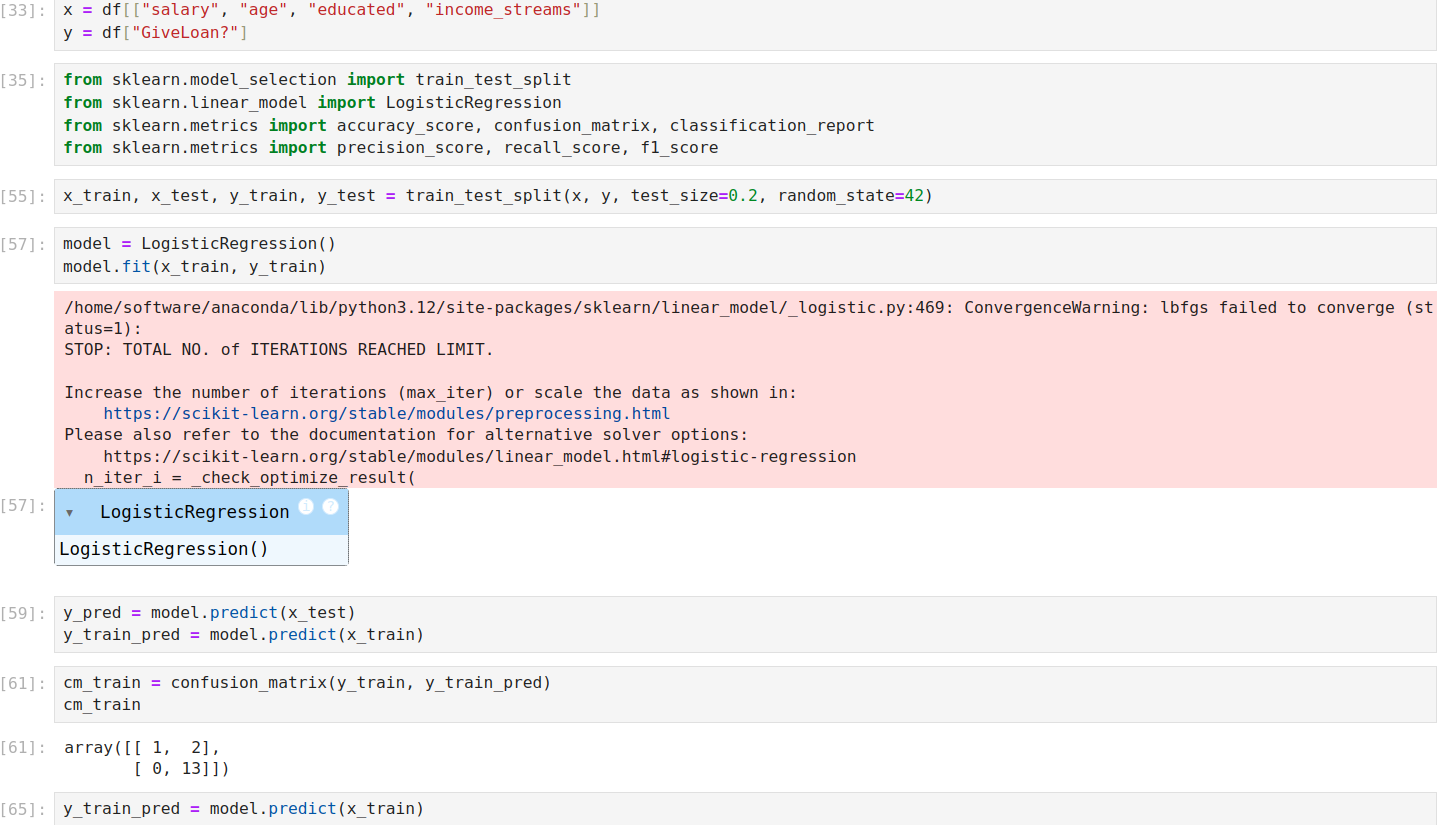 [33]: x = df[["salary", "age", "educated", "income_streams"]]
y = df["GiveLoan?"]
[35]: from sklearn.model_selection import train_test_split
from sklearn.linear_model import LogisticRegression
from sklearn.metrics import accuracy_score, confusion_matrix, classification_report
from sklearn.metrics import precision_score, recall_score, f1_score
[55]: x_train, x_test, y_train, y_test = train_test_split(x, y, test_size=0.2, random_state=42)
[57]: model = LogisticRegression()
model.fit(x_train, y_train)
/home/software/anaconda/lib/python3.12/site-packages/sklearn/linear_model/_logistic.py:469: ConvergenceWarning: lbfgs failed to converge (st
atus=1):
STOP: TOTAL NO. of ITERATIONS REACHED LIMIT.
Increase the number of iterations (max_iter) or scale the data as shown in:
https://scikit-learn.org/stable/modules/preprocessing.html
Please also refer to the documentation for alternative solver options:
https://scikit-learn.org/stable/modules/linear_model.html#logistic-regression
n_iter_i = _check_optimize_result(
[57]: ▾ LogisticRegression i ?
LogisticRegression()
[59]: y_pred = model.predict(x_test)
y_train_pred = model.predict(x_train)
[61]: cm_train = confusion_matrix(y_train, y_train_pred)
cm_train
[61]: array([[ 1,  2],
[ 0, 13]])
[65]: y_train_pred = model.predict(x_train)